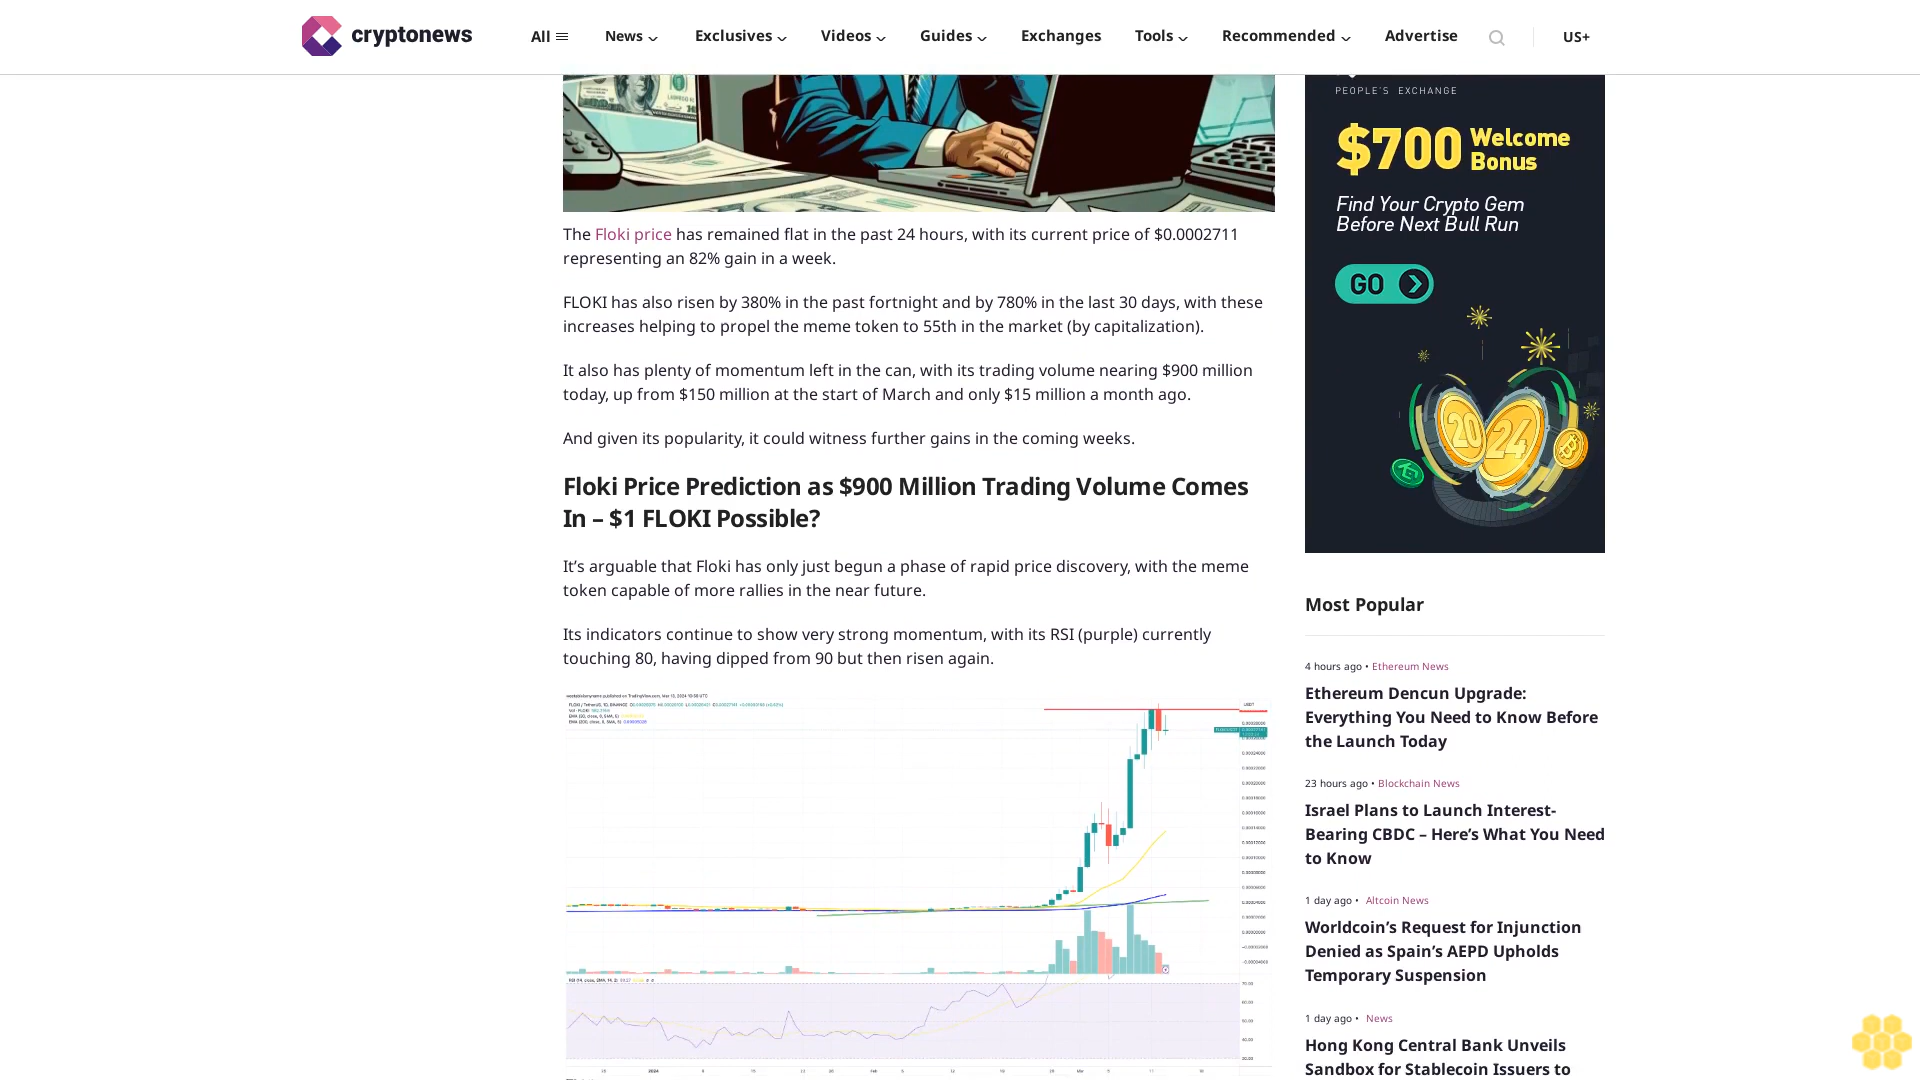 cryptonews
All
News
Exclusives
Videos
Guides
Exchanges
Tools
Recommended
Advertise
US+
The Floki price has remained flat in the past 24 hours, with its current price of $0.0002711
representing an 82% gain in a week.
FLOKI has also risen by 380% in the past fortnight and by 780% in the last 30 days, with these
increases helping to propel the meme token to 55th in the market (by capitalization).
It also has plenty of momentum left in the can, with its trading volume nearing $900 million
today, up from $150 million at the start of March and only $15 million a month ago.
And given its popularity, it could witness further gains in the coming weeks.
Floki Price Prediction as $900 Million Trading Volume Comes
In – $1 FLOKI Possible?
It's arguable that Floki has only just begun a phase of rapid price discovery, with the meme
token capable of more rallies in the near future.
Its indicators continue to show very strong momentum, with its RSI (purple) currently
touching 80, having dipped from 90 but then risen again.
PEOPLE'S EXCHANGE
$700 Welcome
Bonus
Find Your Crypto Gem
Before Next Bull Run
GO
20
24
Most Popular
4 hours ago • Ethereum News
Ethereum Dencun Upgrade:
Everything You Need to Know Before
the Launch Today
23 hours ago • Blockchain News
Israel Plans to Launch Interest-
Bearing CBDC – Here's What You Need
to Know
1 day ago • Altcoin News
Worldcoin's Request for Injunction
Denied as Spain's AEPD Upholds
Temporary Suspension
1 day ago • News
Hong Kong Central Bank Unveils
Sandbox for Stablecoin Issuers to